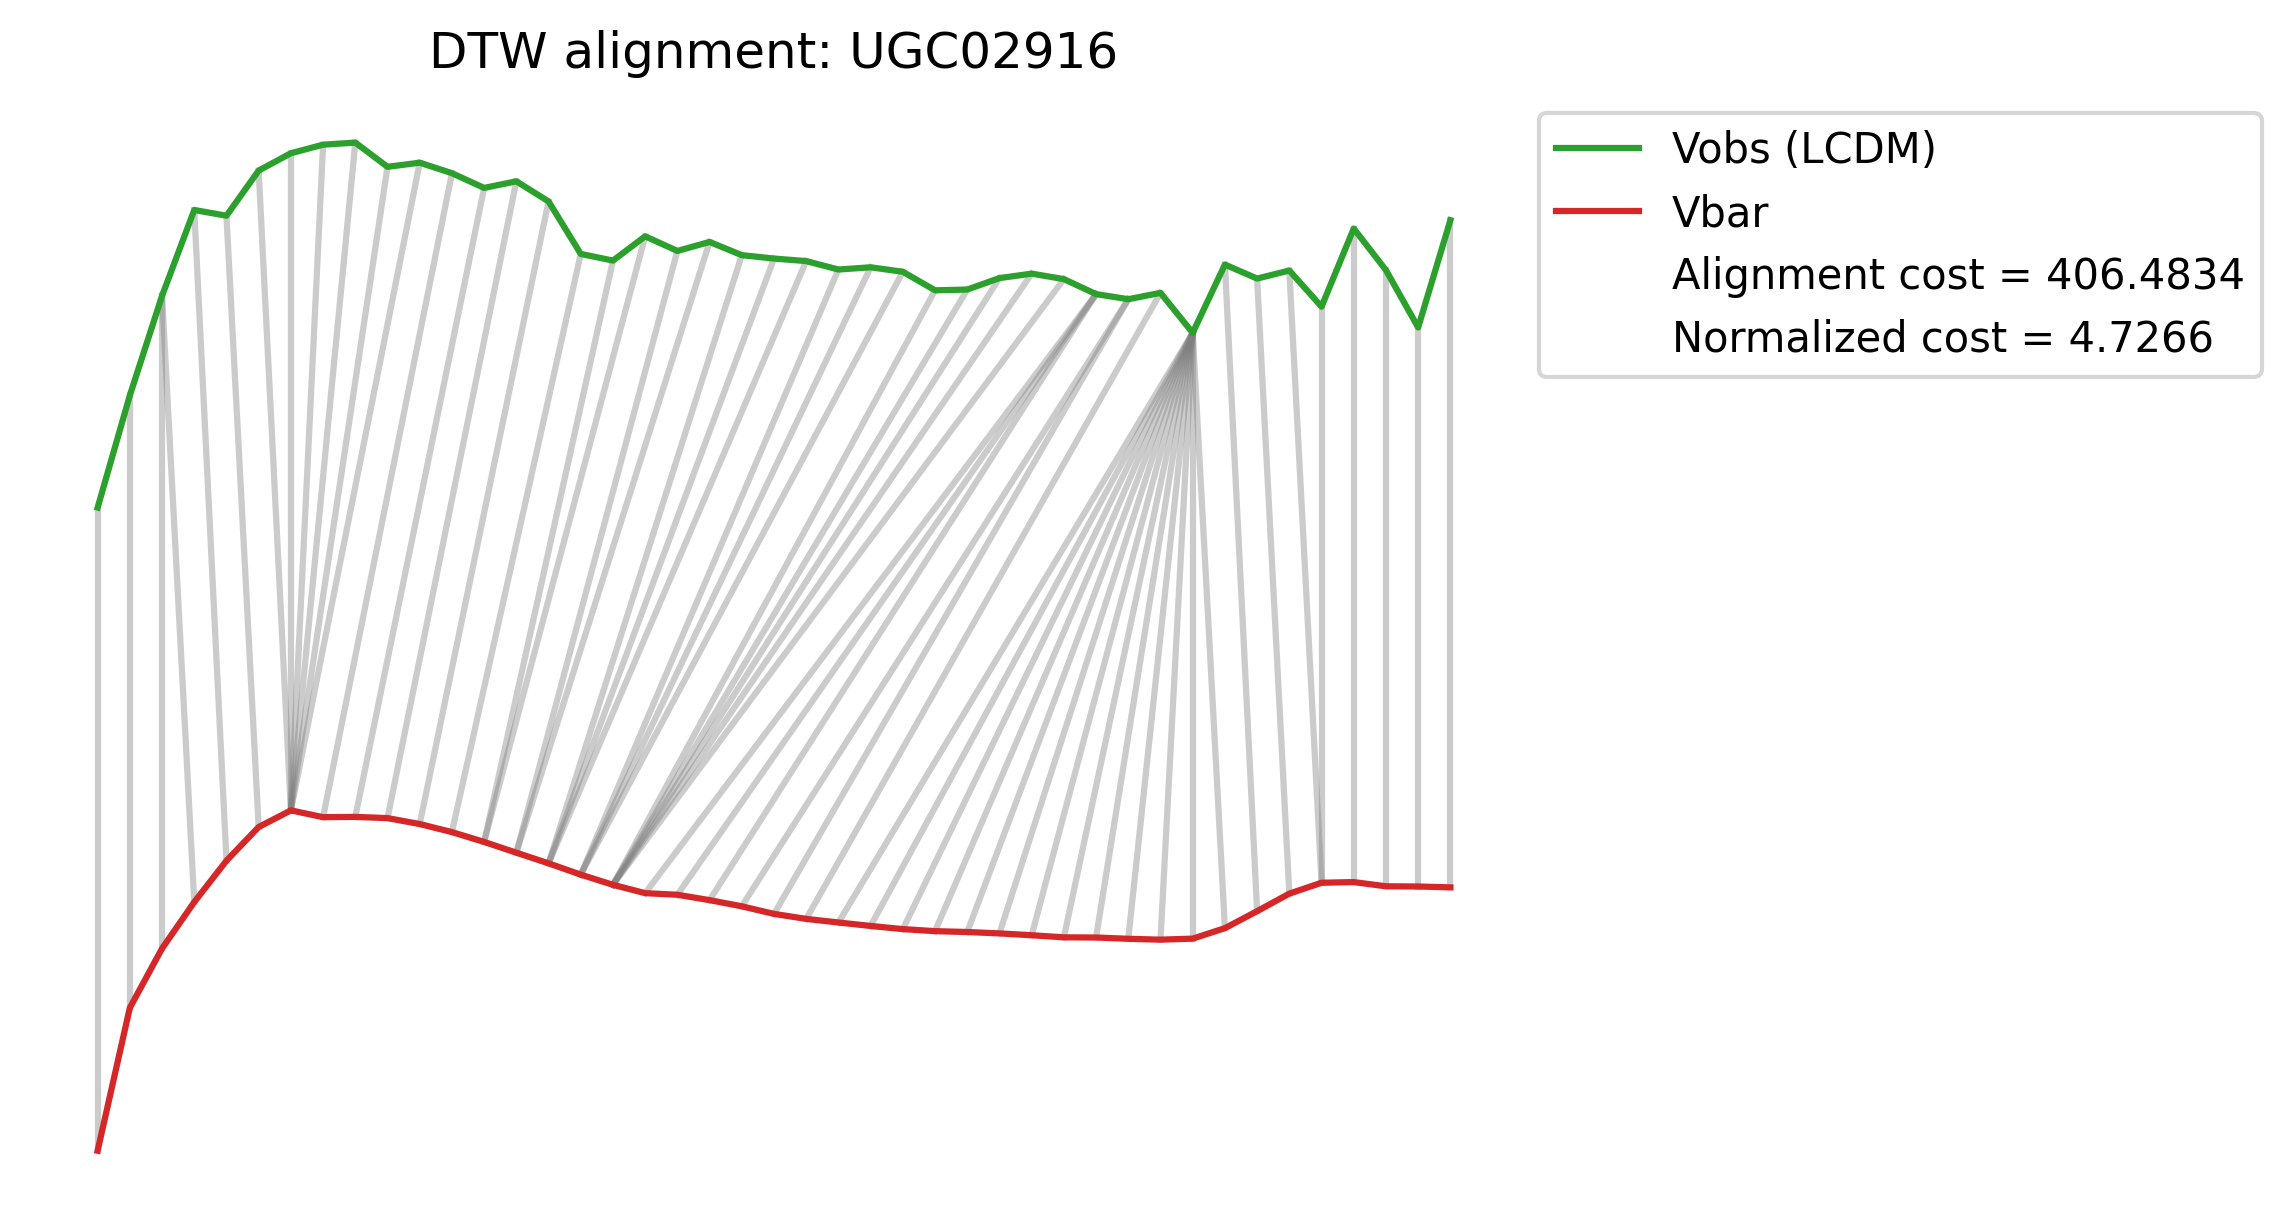 DTW alignment: UGC02916
Vobs (LCDM)
Vbar
Alignment cost = 406.4834
Normalized cost = 4.7266